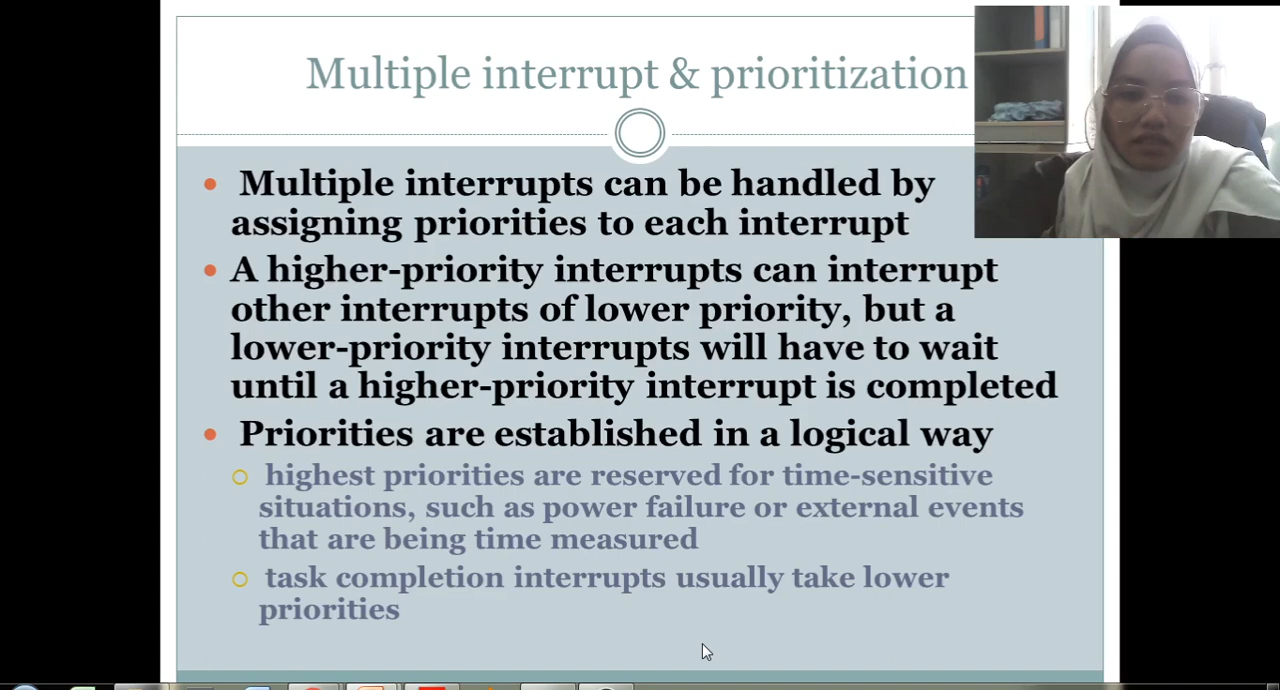 Multiple interrupt & prioritization
Multiple interrupts can be handled by
assigning priorities to each interrupt
A higher-priority interrupts can interrupt
other interrupts of lower priority, but a
lower-priority interrupts will have to wait
until a higher-priority interrupt is completed
Priorities are established in a logical way
highest priorities are reserved for time-sensitive
situations, such as power failure or external events
that are being time measured
task completion interrupts usually take lower
priorities